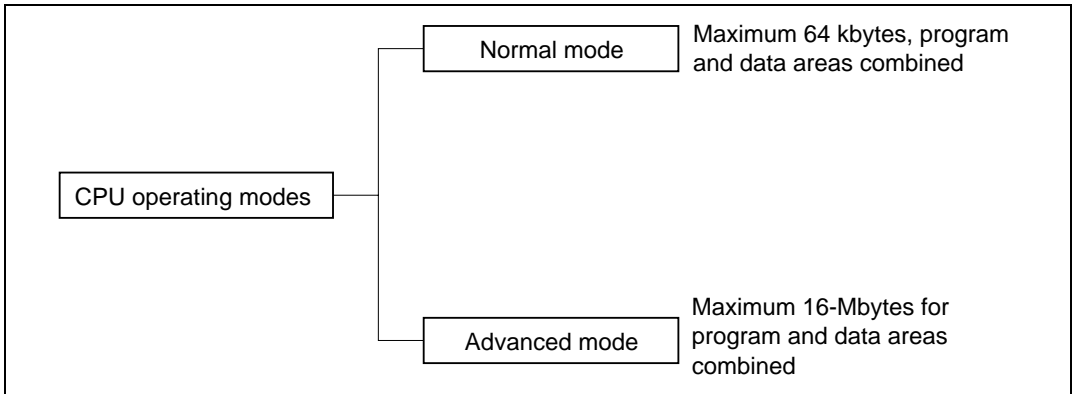 Normal mode
Maximum 64 kbytes, program
and data areas combined
CPU operating modes
Advanced mode
Maximum 16-Mbytes for
program and data areas
combined